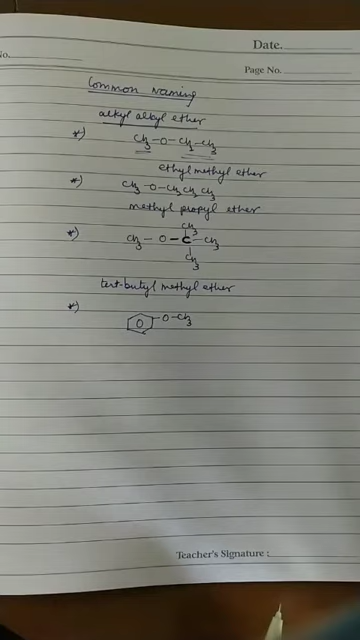 Date.
No.
Page No.
Common Naming
alkyl alkyl ether
*) CH3-O-CH2-CH3
ethyl methyl ether
*) CH3-O-CH2CH2CH3
methyl propyl ether
CH3
*) CH3-O-C-CH3
CH3
tert-butyl methyl ether
*) O-CH3
Teacher's Signature :